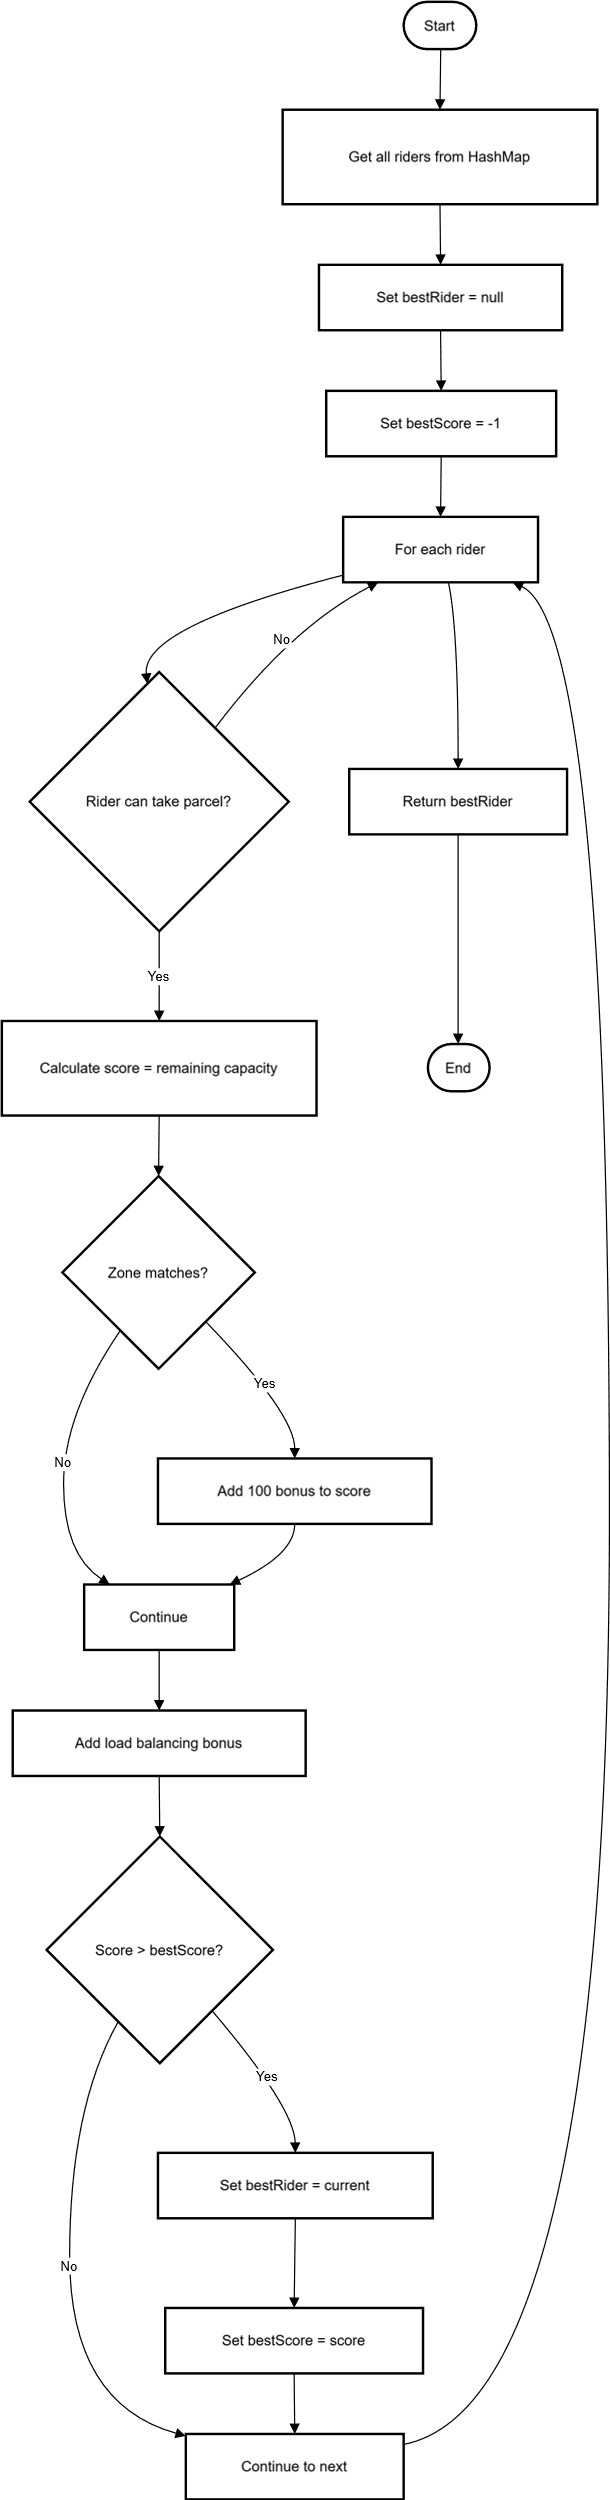 Start
Get all riders from HashMap
Set bestRider = null
Set bestScore = -1
For each rider
No
Rider can take parcel?
Return bestRider
Yes
Calculate score = remaining capacity
End
Zone matches?
Yes
No
Add 100 bonus to score
Continue
Add load balancing bonus
Score > bestScore?
Yes
Set bestRider = current
No
Set bestScore = score
Continue to next